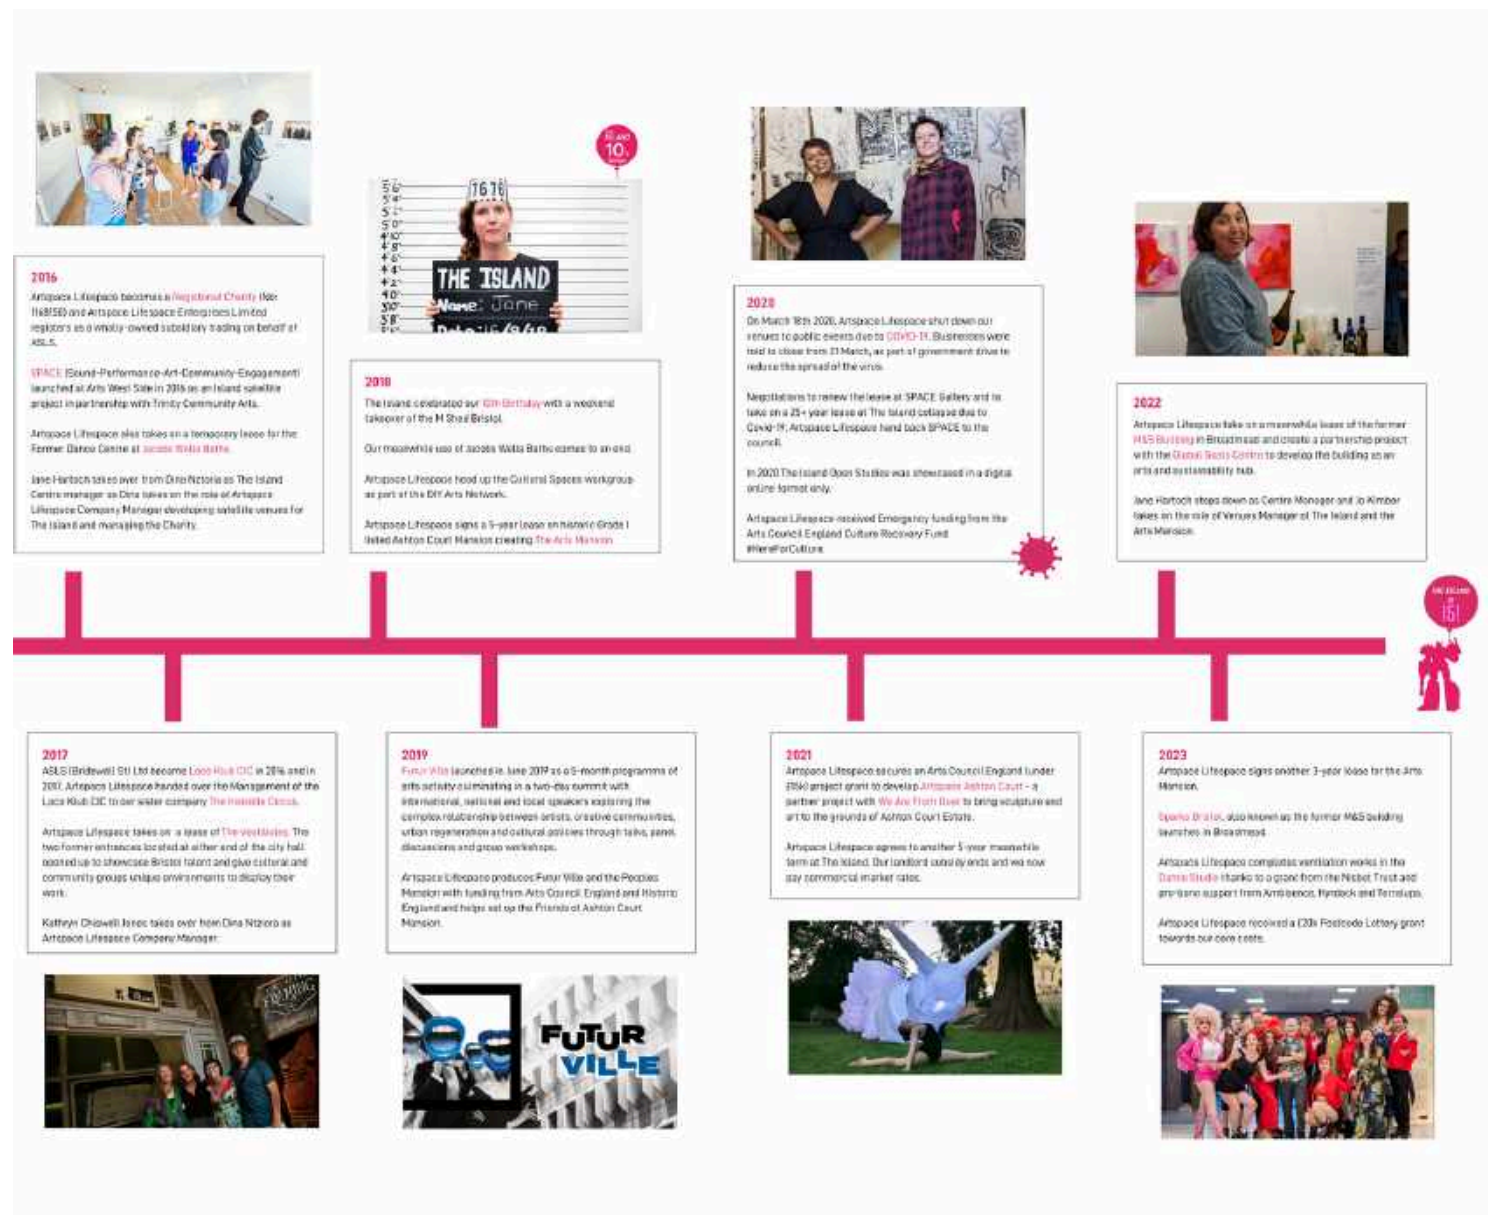 THE ISLAND
10
7676
THE ISLAND
Name: Jane
2016
Artspace Lifespace becomes a Registered Charity (No:
and Artspace Lifespace Enterprises Limited
registers as a wholly-owned subsidiary trading on behalf of
ASLS.
SPACE (Sound-Performance-Art-Community-Engagement)
launched at Arts West Side in 2016 as an Island satellite
project in partnership with Trinity Community Arts.
Artspace Lifespace also takes on a temporary lease for the
Former Dance Centre at Jacobs Wells Baths.
Jane Hartoch takes over from Dina Ntziora as The Island
Centre manager as Dina takes on the role of Artspace
Lifespace Company Manager developing satellite venues for
The Island and managing the Charity.
2018
The Island celebrated our 10th Birthday with a weekend
takeover of the M Shed Bristol.
Our meanwhile use of Jacobs Wells Baths comes to an end.
Artspace Lifespace head up the Cultural Spaces workgroup
as part of the DIY Arts Network.
Artspace Lifespace signs a 5-year lease on historic Grade I
listed Ashton Court Mansion creating The Arts Mansion
2020
On March 18th 2020, Artspace Lifespace shut down our
venues to public events due to COVID-19. Businesses were
told to close from 21 March, as part of government drive to
reduce the spread of the virus.
Negotiations to renew the lease at SPACE Gallery and to
take on a 25+ year lease at The Island collapse due to
Covid-19; Artspace Lifespace hand back SPACE to the
council.
In 2020 The Island Open Studios was showcased in a digital
online format only.
Artspace Lifespace received Emergency funding from the
Arts Council England Culture Recovery Fund
#HereForCulture
2022
Artspace Lifespace take on a meanwhile lease of the former
M&S Building in Broadmead and create a partnership project
with the Global Goals Centre to develop the building as an
arts and sustainability hub.
Jane Hartoch steps down as Centre Manager and Jo Kimber
takes on the role of Venues Manager of The Island and the
Arts Mansion.
THE ISLAND
15!
2017
ASLS (Bridewell St) Ltd became Loco Klub CIC in 2016 and in
2017, Artspace Lifespace handed over the Management of the
Loco Klub CIC to our sister company The Invisible Circus.
Artspace Lifespace takes on a lease of The Vestibules. The
two former entrances located at either end of the city hall
opened up to showcase Bristol talent and give cultural and
community groups unique environments to display their
work.
Kathryn Chiswell Jones takes over from Dina Ntziora as
Artspace Lifespace Company Manager.
2019
Futur Ville launched in June 2019 as a 5-month programme of
arts activity culminating in a two-day summit with
international, national and local speakers exploring the
complex relationship between artists, creative communities,
urban regeneration and cultural policies through talks, panel
discussions and group workshops.
Artspace Lifespace produces Futur Ville and the Peoples
Mansion with funding from Arts Council England and Historic
England and helps set up the Friends of Ashton Court
Mansion.
2021
Artspace Lifespace secures an Arts Council England (under
£15k) project grant to develop Artspace Ashton Court - a
partner project with We Are From Dust to bring sculpture and
art to the grounds of Ashton Court Estate.
Artspace Lifespace agrees to another 5-year meanwhile
term at The Island. Our landlord subsidy ends and we now
pay commercial market rates.
2023
Artspace Lifespace signs another 3-year lease for the Arts
Mansion.
Sparks Bristol, also known as the former M&S building
launches in Broadmead.
Artspace Lifespace completes ventilation works in the
Dance Studio thanks to a grant from the Nisbet Trust and
pro-bono support from Ambience, Hydrock and
Artspace Lifespace received a £20k Postcode Lottery grant
towards our core costs.
FUTUR
VILLE